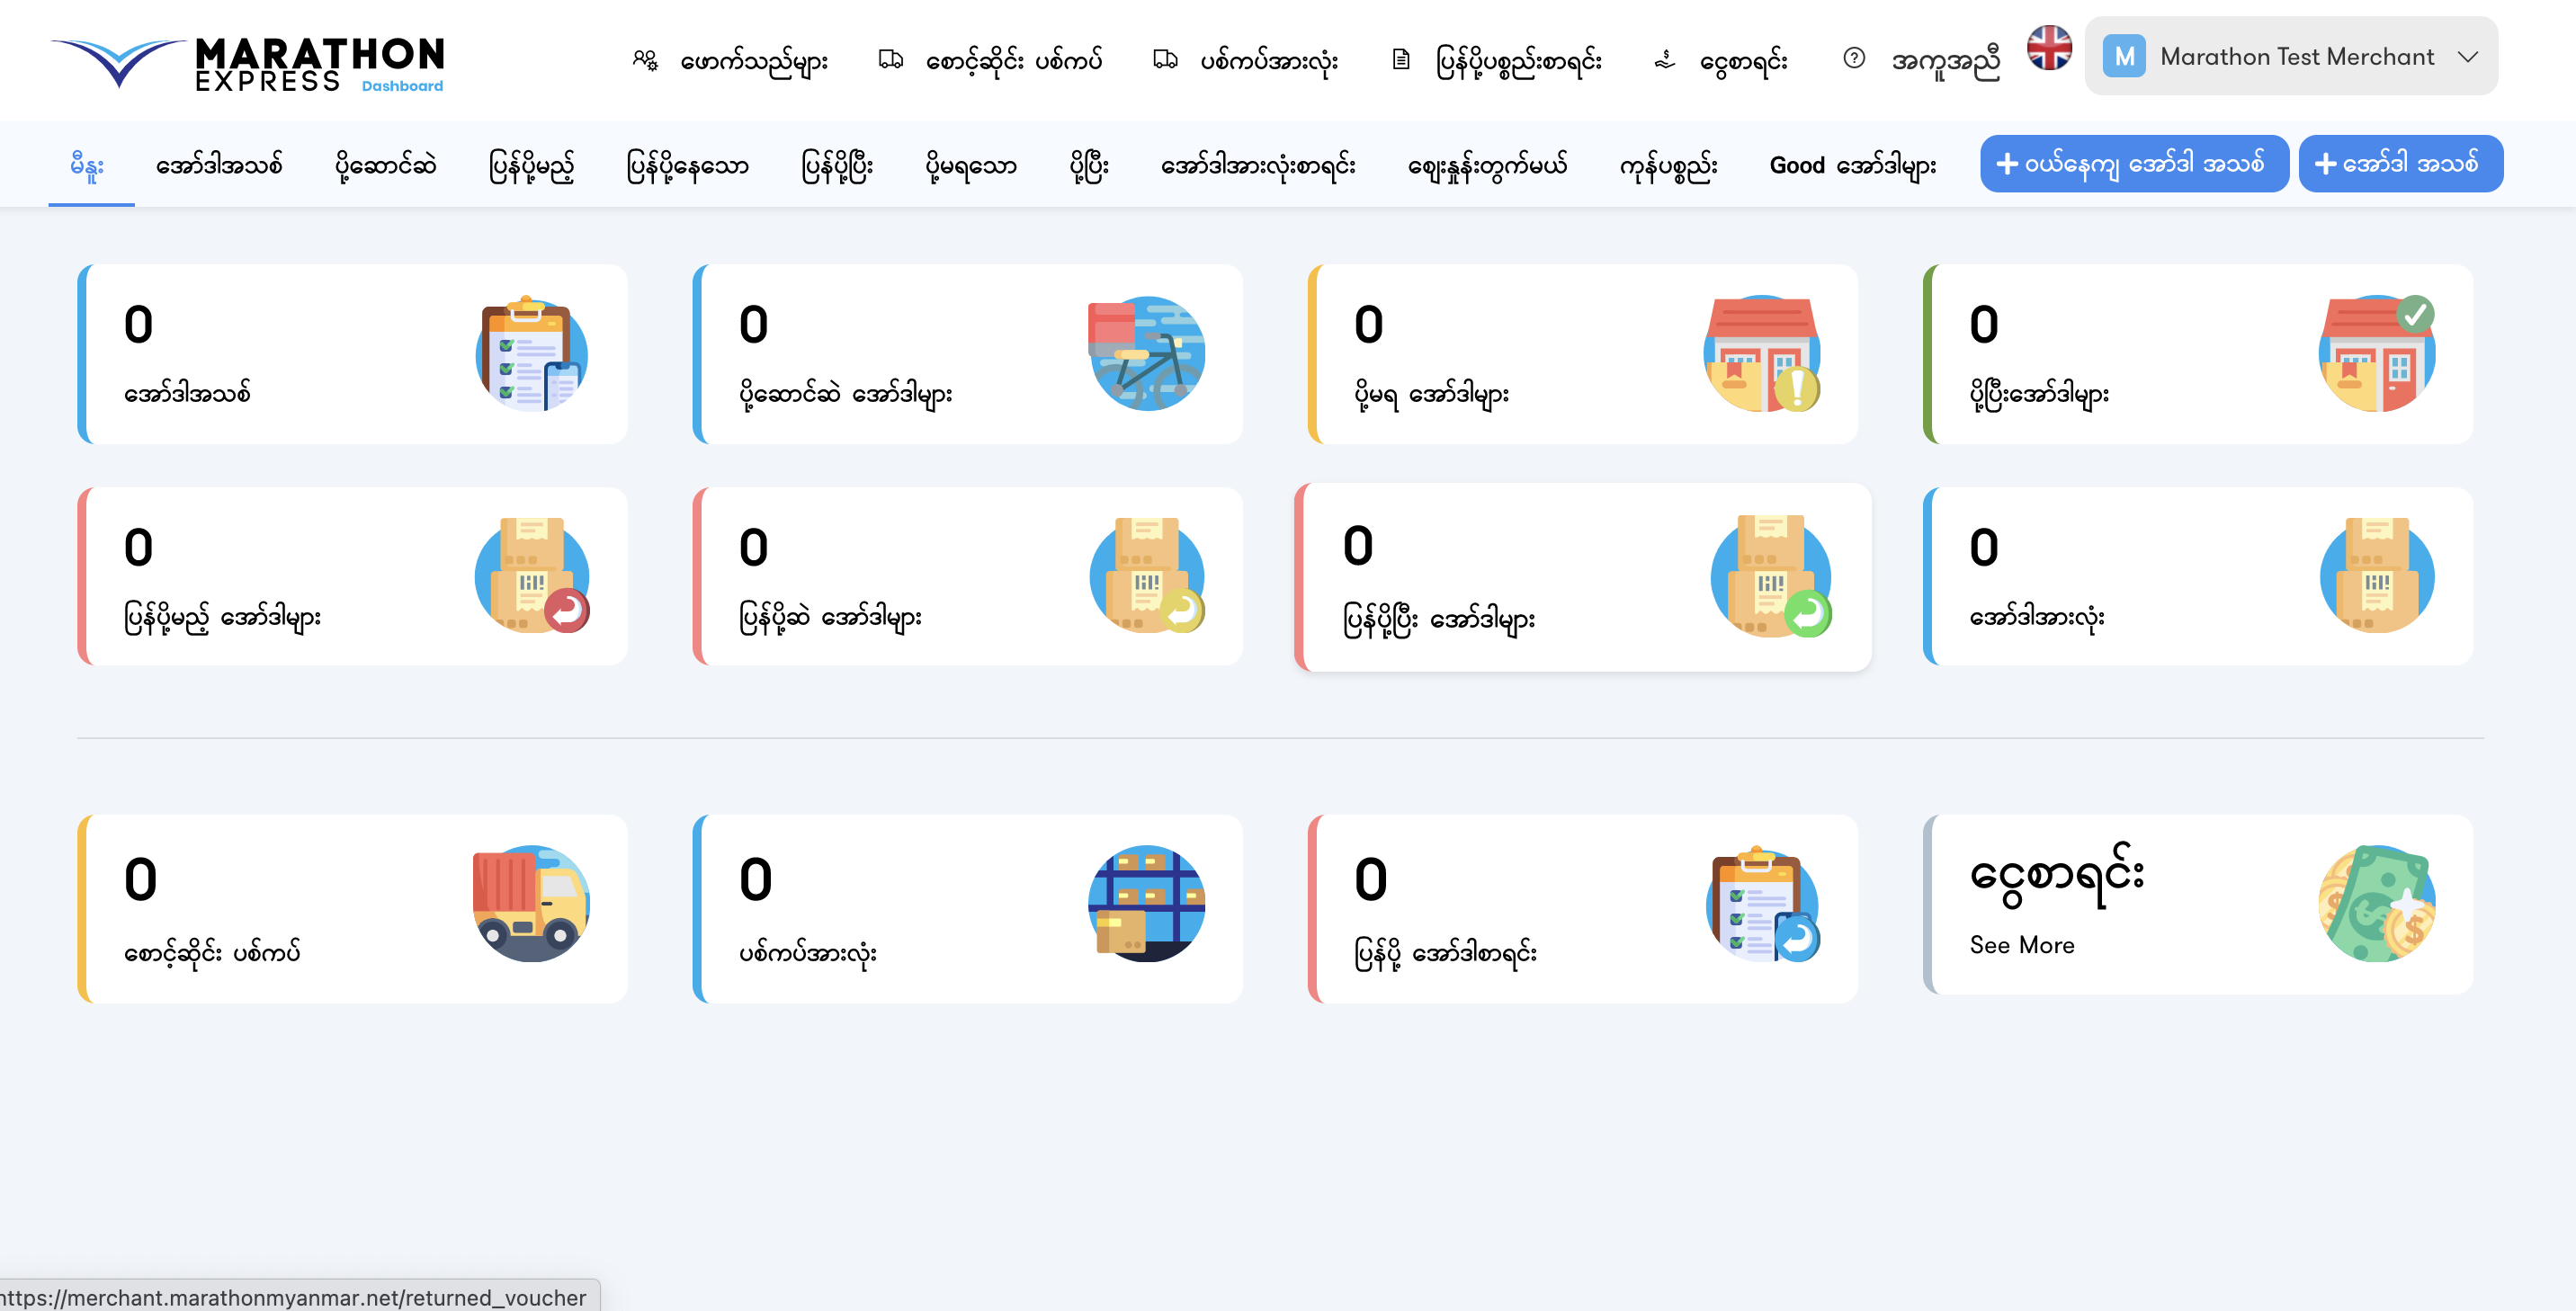 MARATHON
EXPRESS Dashboard
ဖောက်သည်များ
စောင့်ဆိုင်း ပစ်ကပ်
ပစ်ကပ်အားလုံး
ပြန်ပို့ပစ္စည်းစာရင်း
ငွေစာရင်း
အကူအညီ
M Marathon Test Merchant
မီနူး
အော်ဒါအသစ်
ပို့ဆောင်ဆဲ
ပြန်ပို့မည့်
ပြန်ပို့နေသော
ပြန်ပို့ပြီး
ပို့မရသော
ပို့ပြီး
အော်ဒါအားလုံးစာရင်း
ဈေးနှုန်းတွက်မယ်
ကုန်ပစ္စည်း
Good အော်ဒါများ
+ ဝယ်နေကျ အော်ဒါ အသစ်
+ အော်ဒါ အသစ်
0
အော်ဒါအသစ်
0
ပို့ဆောင်ဆဲ အော်ဒါများ
0
ပို့မရ အော်ဒါများ
0
ပို့ပြီးအော်ဒါများ
0
ပြန်ပို့မည့် အော်ဒါများ
0
ပြန်ပို့ဆဲ အော်ဒါများ
0
ပြန်ပို့ပြီး အော်ဒါများ
0
အော်ဒါအားလုံး
0
စောင့်ဆိုင်း ပစ်ကပ်
0
ပစ်ကပ်အားလုံး
0
ပြန်ပို့ အော်ဒါစာရင်း
ငွေစာရင်း
See More
https://merchant.marathonmyanmar.net/returned_voucher